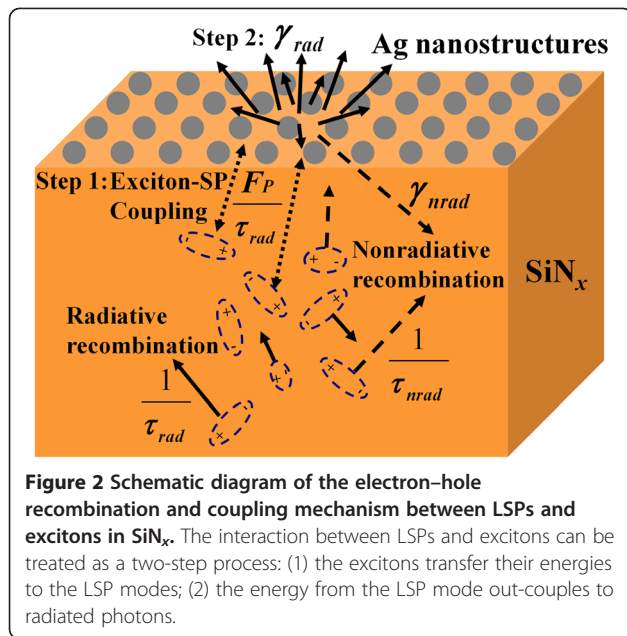 Step 2: γrad
Ag nanostructures
Step 1:Exciton-SP
Coupling
FP
τrad
γnrad
Nonradiative
recombination
SiNx
Radiative
recombination
1
τrad
1
τnrad
+ -
Figure 2 Schematic diagram of the electron–hole
recombination and coupling mechanism between LSPs and
excitons in SiNx. The interaction between LSPs and excitons can be
treated as a two-step process: (1) the excitons transfer their energies
to the LSP modes; (2) the energy from the LSP mode out-couples to
radiated photons.